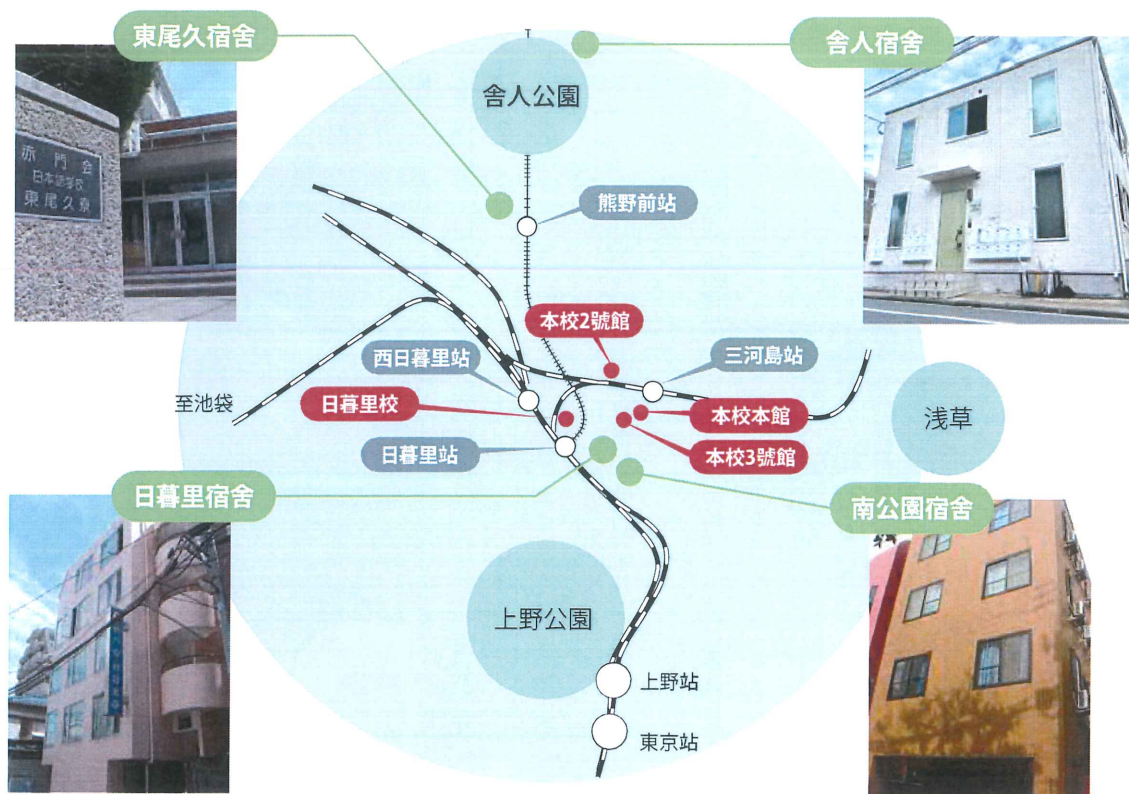 東尾久宿舍
舍人宿舍
舍人公園
赤門会
日本語学校
東尾久寮
熊野前站
本校2號館
西日暮里站
三河島站
至池袋
日暮里校
本校本館
浅草
本校3號館
日暮里站
日暮里宿舍
南公園宿舍
上野公園
上野站
東京站